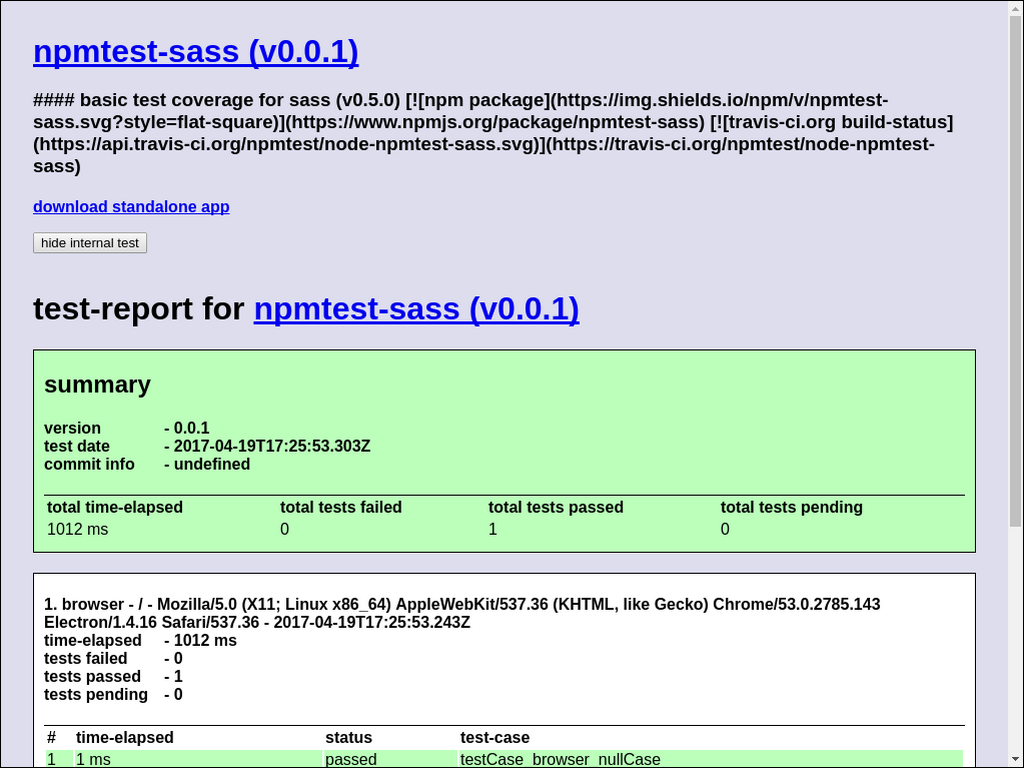 npmtest-sass (v0.0.1)
#### basic test coverage for sass (v0.5.0) [![npm package](https://img.shields.io/npm/v/npmtest-
sass.svg?style=flat-square)](https://www.npmjs.org/package/npmtest-sass) [![travis-ci.org build-status]
(https://api.travis-ci.org/npmtest/node-npmtest-sass.svg)](https://travis-ci.org/npmtest/node-npmtest-
sass)
download standalone app
hide internal test
test-report for npmtest-sass (v0.0.1)
summary
version - 0.0.1
test date - 2017-04-19T17:25:53.303Z
commit info - undefined
total time-elapsed total tests failed total tests passed total tests pending
1012 ms 0 1 0
1. browser - / - Mozilla/5.0 (X11; Linux x86_64) AppleWebKit/537.36 (KHTML, like Gecko) Chrome/53.0.2785.143
Electron/1.4.16 Safari/537.36 - 2017-04-19T17:25:53.243Z
time-elapsed - 1012 ms
tests failed - 0
tests passed - 1
tests pending - 0
# time-elapsed status test-case
1 1 ms passed testCase_browser_nullCase